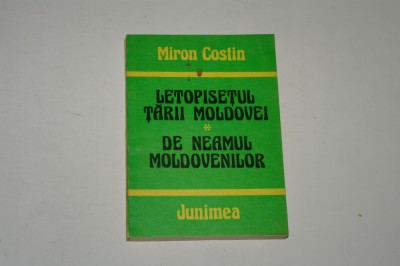 Miron Costin
LETOPISEȚUL
ȚĂRII MOLDOVEI
*
DE NEAMUL
MOLDOVENILOR
Junimea